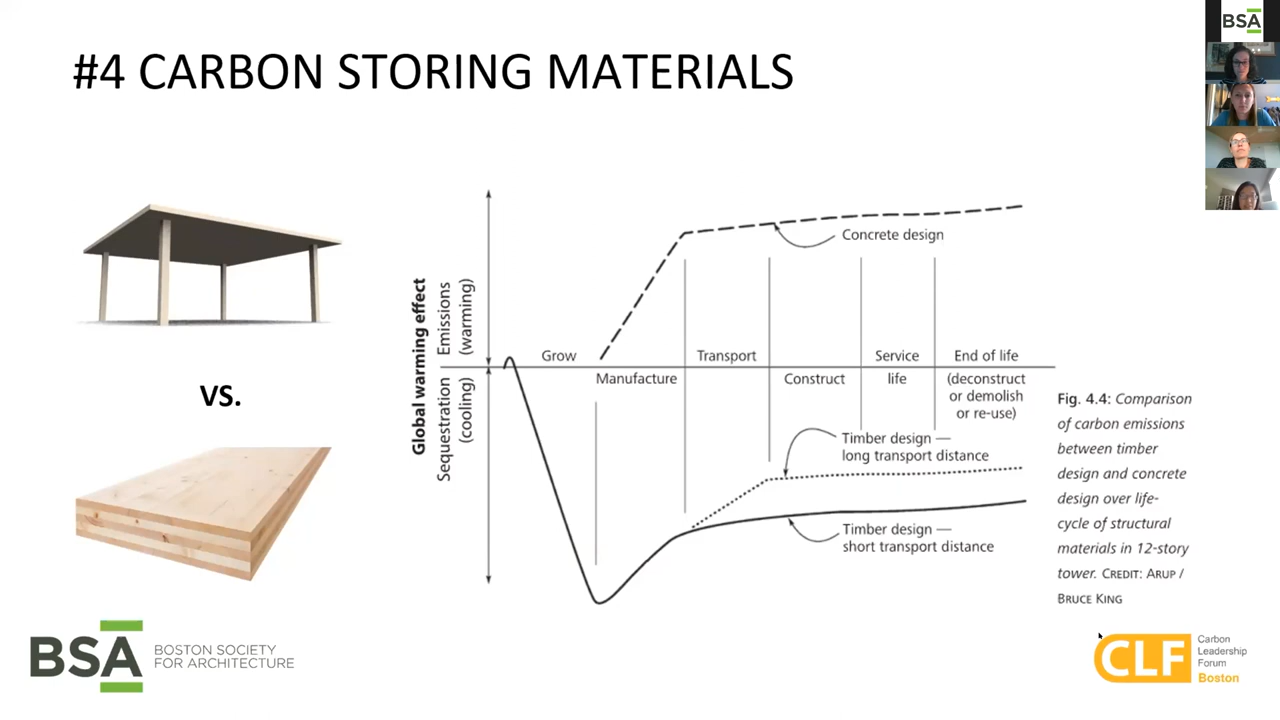 #4 CARBON STORING MATERIALS
BSA
VS.
Global warming effect
Emissions
(warming)
Sequestration
(cooling)
Concrete design
Grow
Manufacture
Transport
Construct
Service
life
End of life
(deconstruct
or demolish
or re-use)
Timber design —
long transport distance
Timber design —
short transport distance
Fig. 4.4: Comparison
of carbon emissions
between timber
design and concrete
design over life-
cycle of structural
materials in 12-story
tower. CREDIT: ARUP /
BRUCE KING
BSA
BOSTON SOCIETY
FOR ARCHITECTURE
CLF
Carbon
Leadership
Forum
Boston